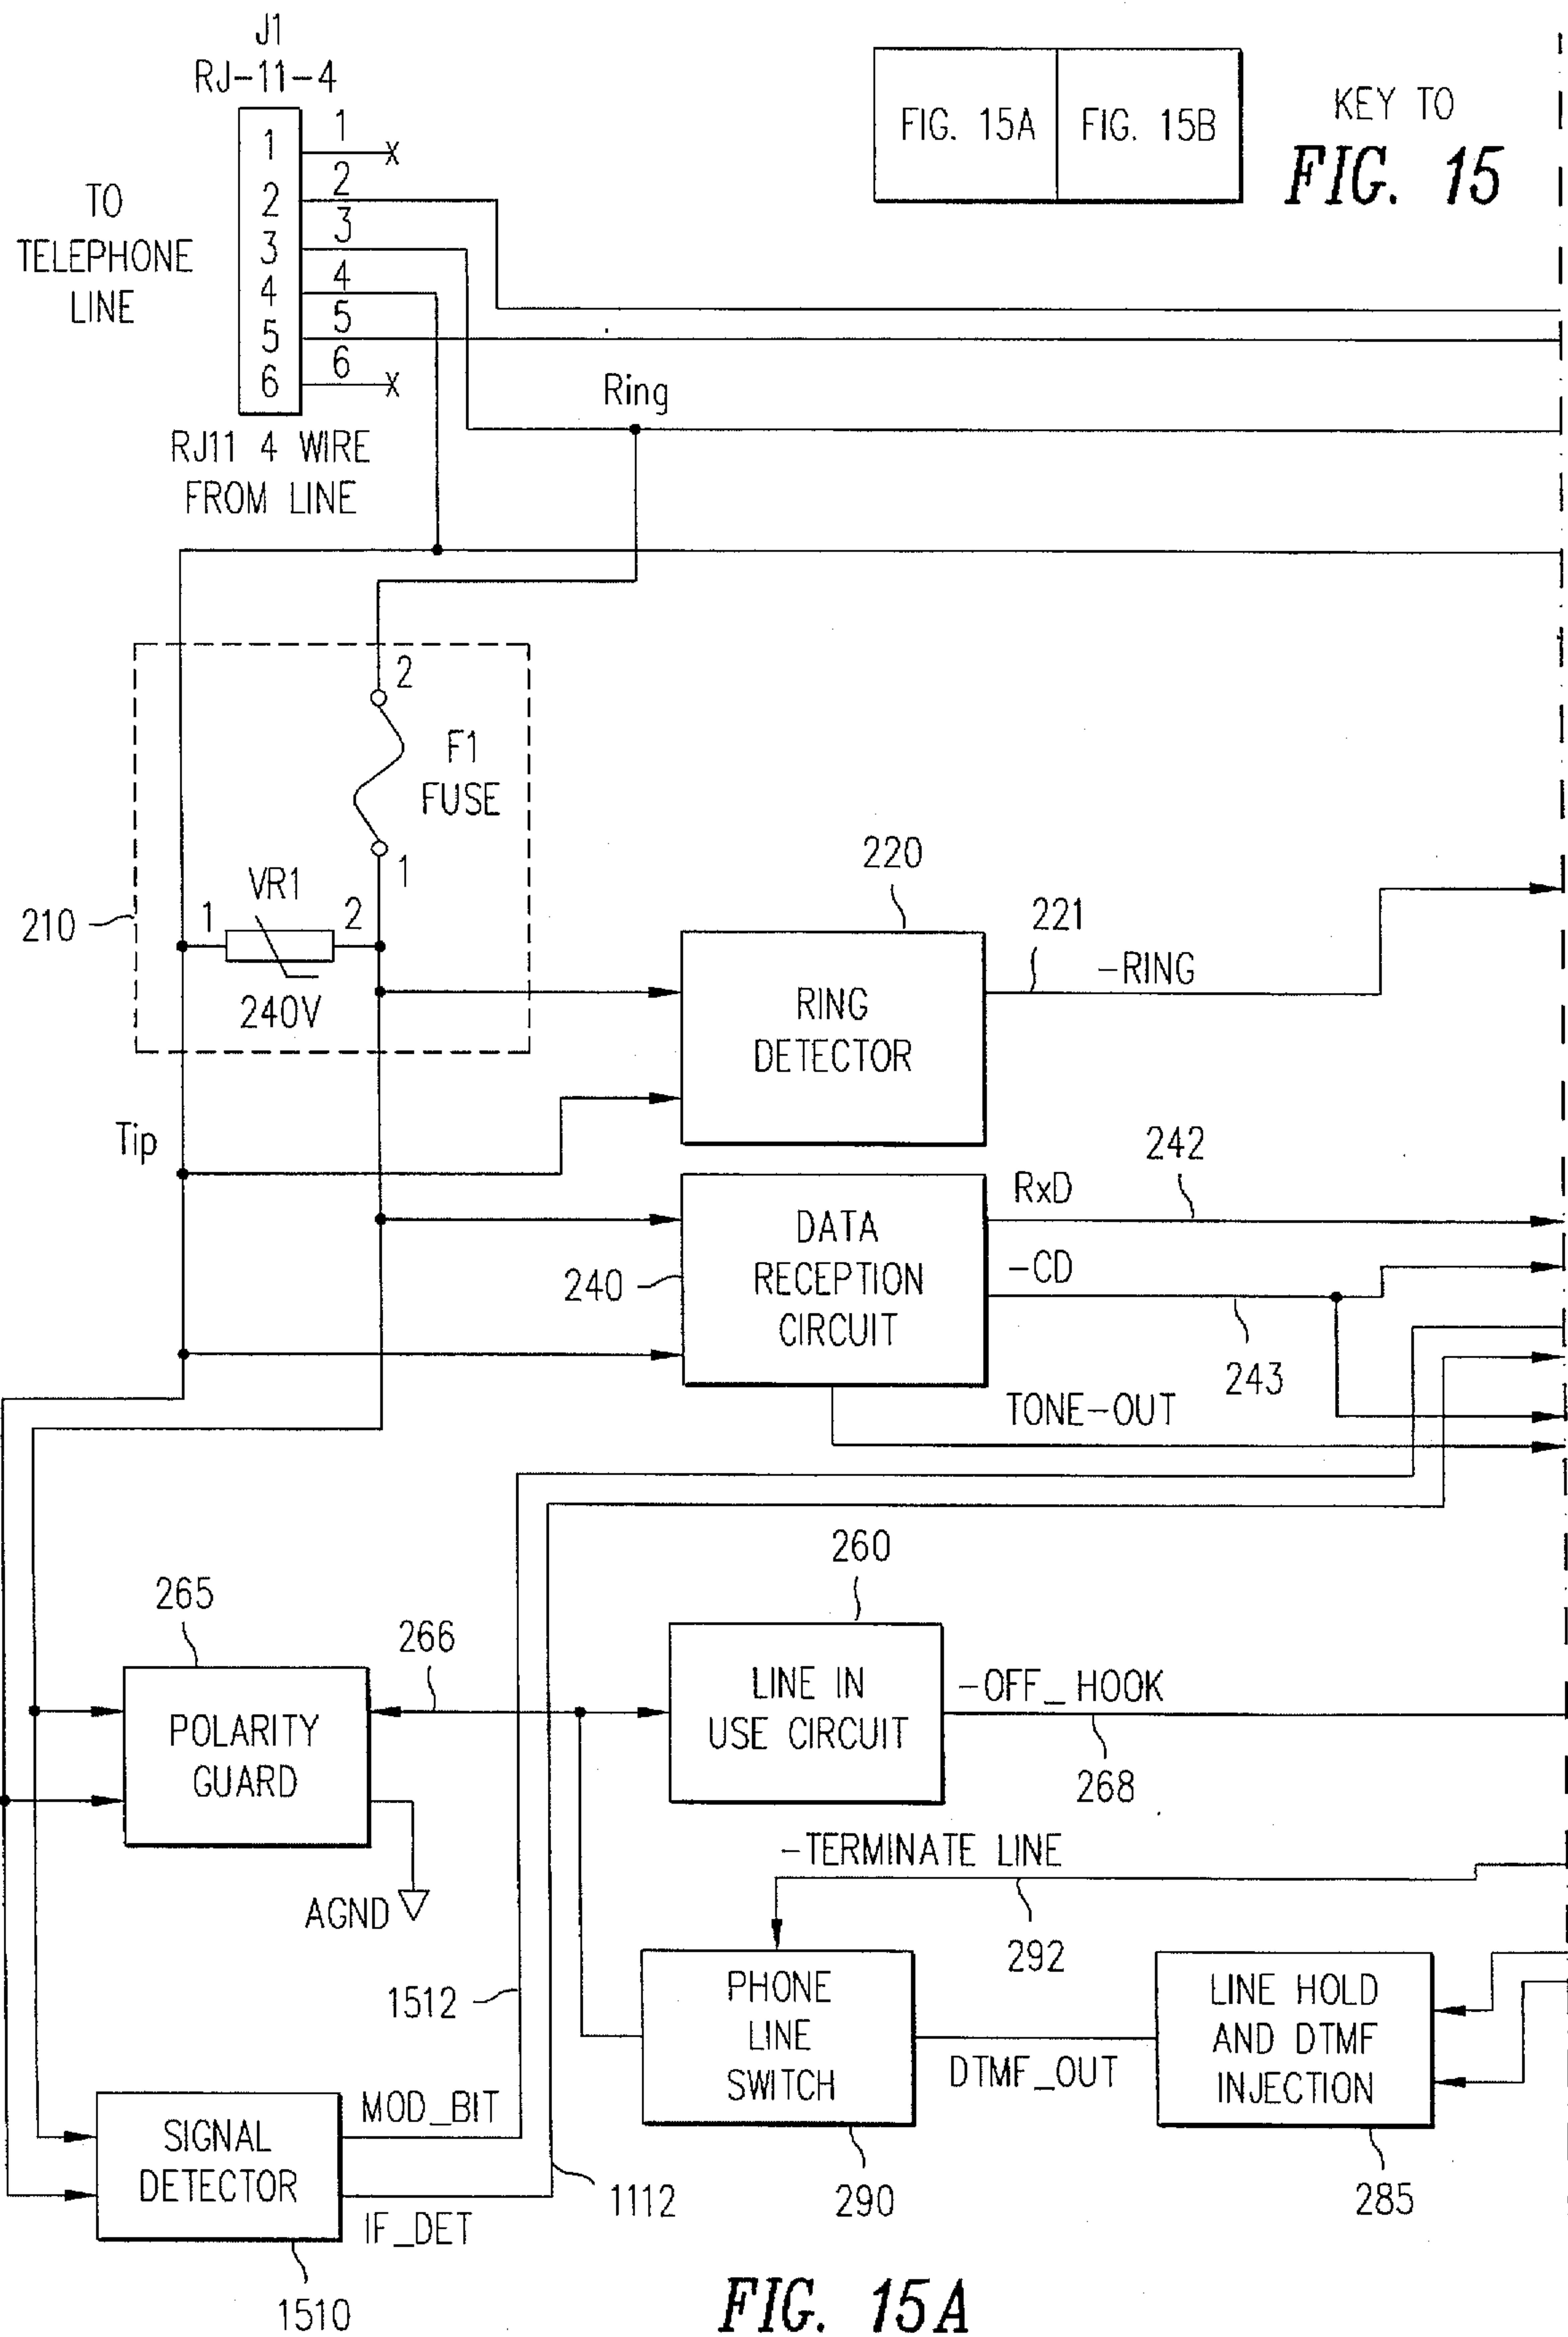 J1
RJ-11-4
FIG. 15A
FIG. 15B
KEY TO
FIG. 15
TO
TELEPHONE
LINE
1 1 X
2 2
3 3
4 4
5 5
6 6 X
RJ11 4 WIRE
FROM LINE
Ring
2
F1
FUSE
1
VR1
1 2
240V
210
220
RING
DETECTOR
221
-RING
Tip
DATA
RECEPTION
CIRCUIT
240
RxD
242
-CD
243
TONE-OUT
265
POLARITY
GUARD
266
AGND
260
LINE IN
USE CIRCUIT
-OFF_HOOK
268
-TERMINATE LINE
292
PHONE
LINE
SWITCH
290
DTMF_OUT
LINE HOLD
AND DTMF
INJECTION
285
1512
SIGNAL
DETECTOR
MOD_BIT
IF_DET
1112
1510
FIG. 15A